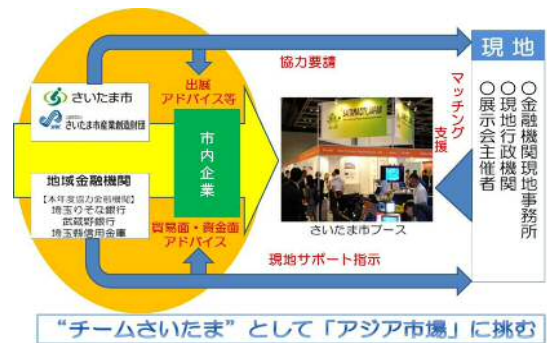 協力要請
さいたま市
さいたま市産業創造財団
出展
アドバイス等
市内企業
地域金融機関
【本年度協力金融機関】
埼玉りそな銀行
武蔵野銀行
埼玉縣信用金庫
貿易面・資金面
アドバイス
さいたま市ブース
マッチング
支援
現地
○金融機関現地事務所
○現地行政機関
○展示会主催者
現地サポート指示
“チームさいたま”として「アジア市場」に挑む